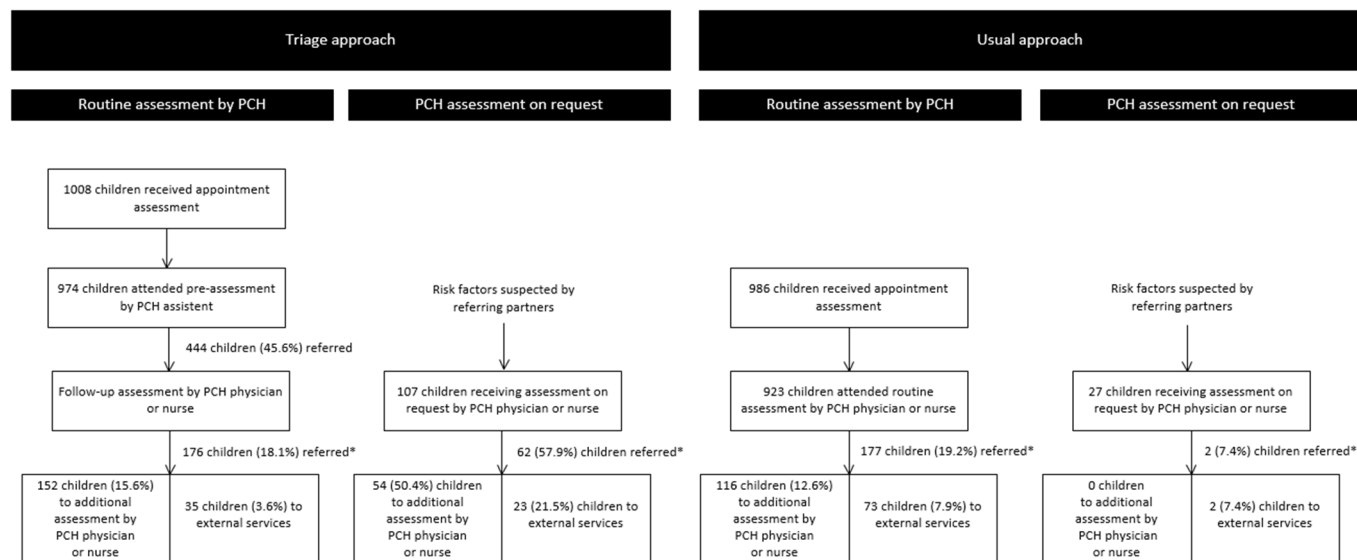 Triage approach
Usual approach
Routine assessment by PCH
PCH assessment on request
Routine assessment by PCH
PCH assessment on request
1008 children received appointment
assessment
974 children attended pre-assessment
by PCH assistent
444 children (45.6%) referred
Follow-up assessment by PCH physician
or nurse
176 children (18.1%) referred*
152 children (15.6%)
to additional
assessment by
PCH physician
or nurse
35 children (3.6%) to
external services
Risk factors suspected by
referring partners
107 children receiving assessment on
request by PCH physician or nurse
62 (57.9%) children referred*
54 (50.4%) children
to additional
assessment by
PCH physician
or nurse
23 (21.5%) children to
external services
986 children received appointment
assessment
923 children attended routine
assessment by PCH physician or nurse
177 children (19.2%) referred*
116 children (12.6%)
to additional
assessment by
PCH physician
or nurse
73 children (7.9%) to
external services
Risk factors suspected by
referring partners
27 children receiving assessment on
request by PCH physician or nurse
2 (7.4%) children referred*
0 children
to additional
assessment by
PCH physician
or nurse
2 (7.4%) children to
external services